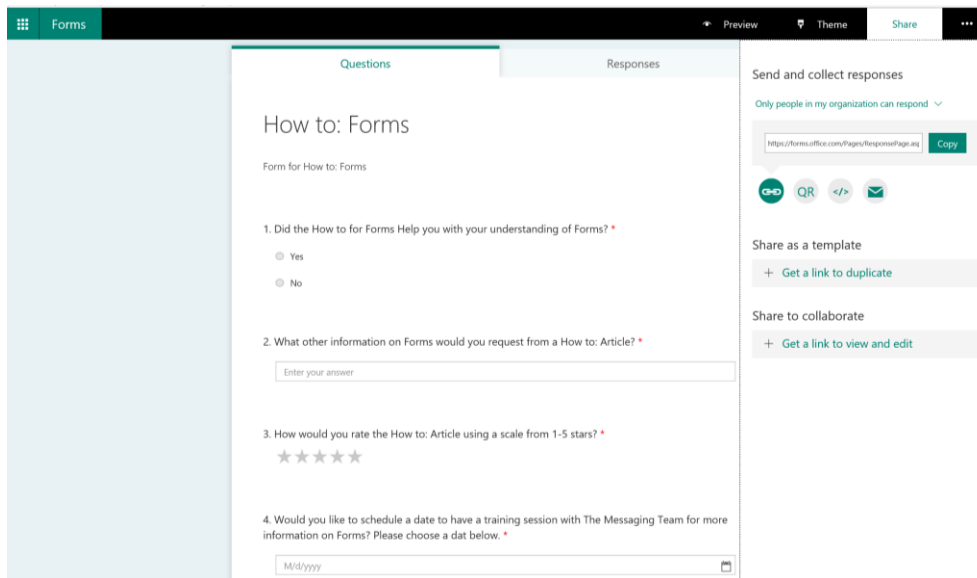 Forms
Preview
Theme
Share
...
Questions
Responses
How to: Forms
Form for How to: Forms
1. Did the How to for Forms Help you with your understanding of Forms? *
Yes
No
2. What other information on Forms would you request from a How to: Article? *
Enter your answer
3. How would you rate the How to: Article using a scale from 1-5 stars? *
4. Would you like to schedule a date to have a training session with The Messaging Team for more
information on Forms? Please choose a dat below. *
M/d/yyyy
Send and collect responses
Only people in my organization can respond
https://forms.office.com/Pages/ResponsePage.asp
Copy
QR
</>
Share as a template
+ Get a link to duplicate
Share to collaborate
+ Get a link to view and edit